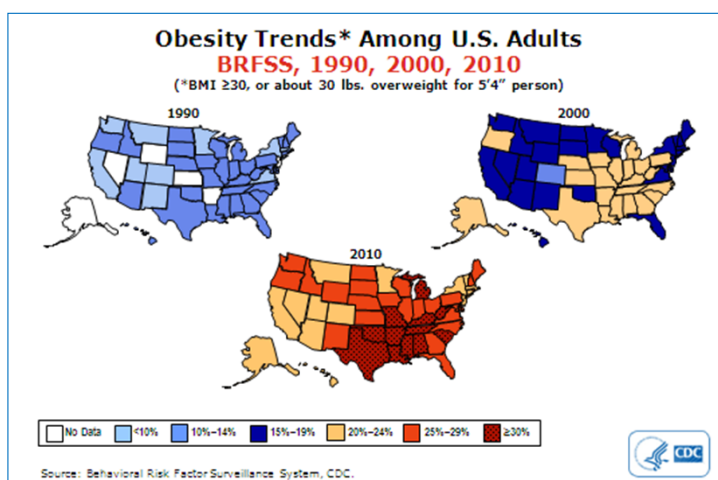 Obesity Trends* Among U.S. Adults
BRFSS, 1990, 2000, 2010
(*BMI ≥30, or about 30 lbs. overweight for 5’4” person)
1990
2000
2010
No Data <10% 10%–14% 15%–19% 20%–24% 25%–29% ≥30%
Source: Behavioral Risk Factor Surveillance System, CDC.
CDC